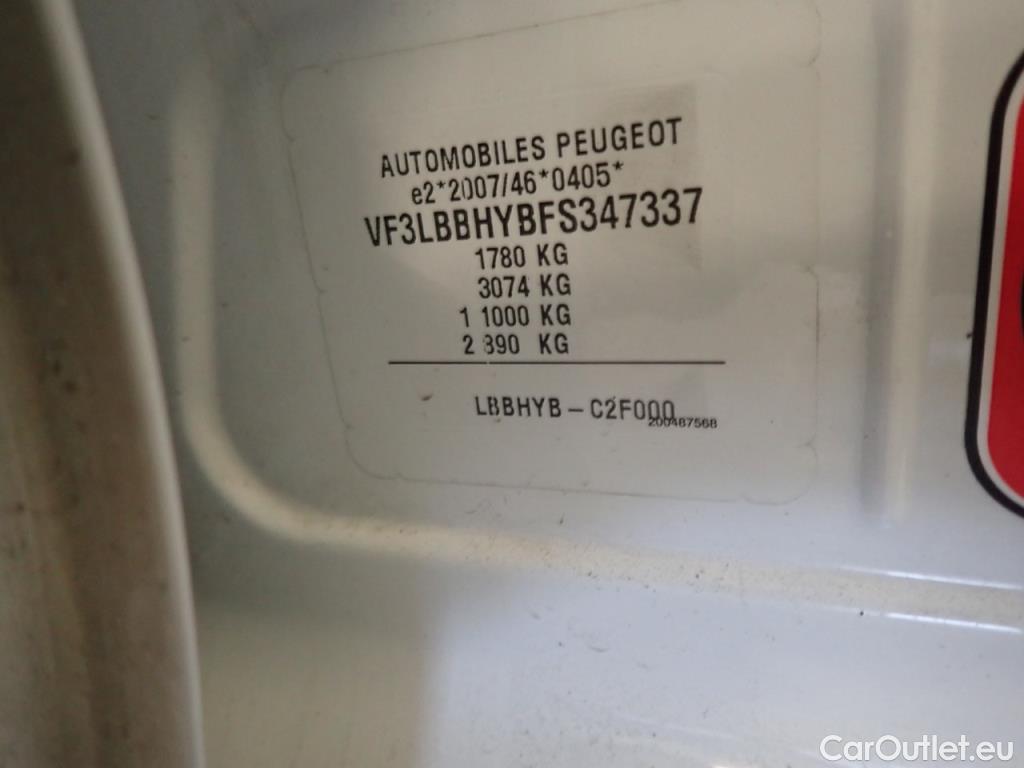 AUTOMOBILES PEUGEOT
e2*2007/46*0405*
VF3LBBHYBFS347337
1780 KG
3074 KG
1 1000 KG
2 890 KG
LBBHYB - C2F000
200487568
CarOutlet.eu